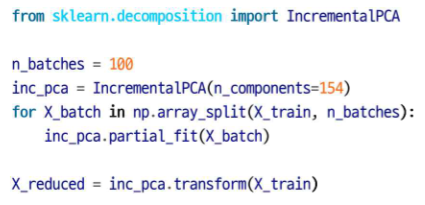 from sklearn.decomposition import IncrementalPCA

n_batches = 100
inc_pca = IncrementalPCA(n_components=154)
for X_batch in np.array_split(X_train, n_batches):
    inc_pca.partial_fit(X_batch)

X_reduced = inc_pca.transform(X_train)